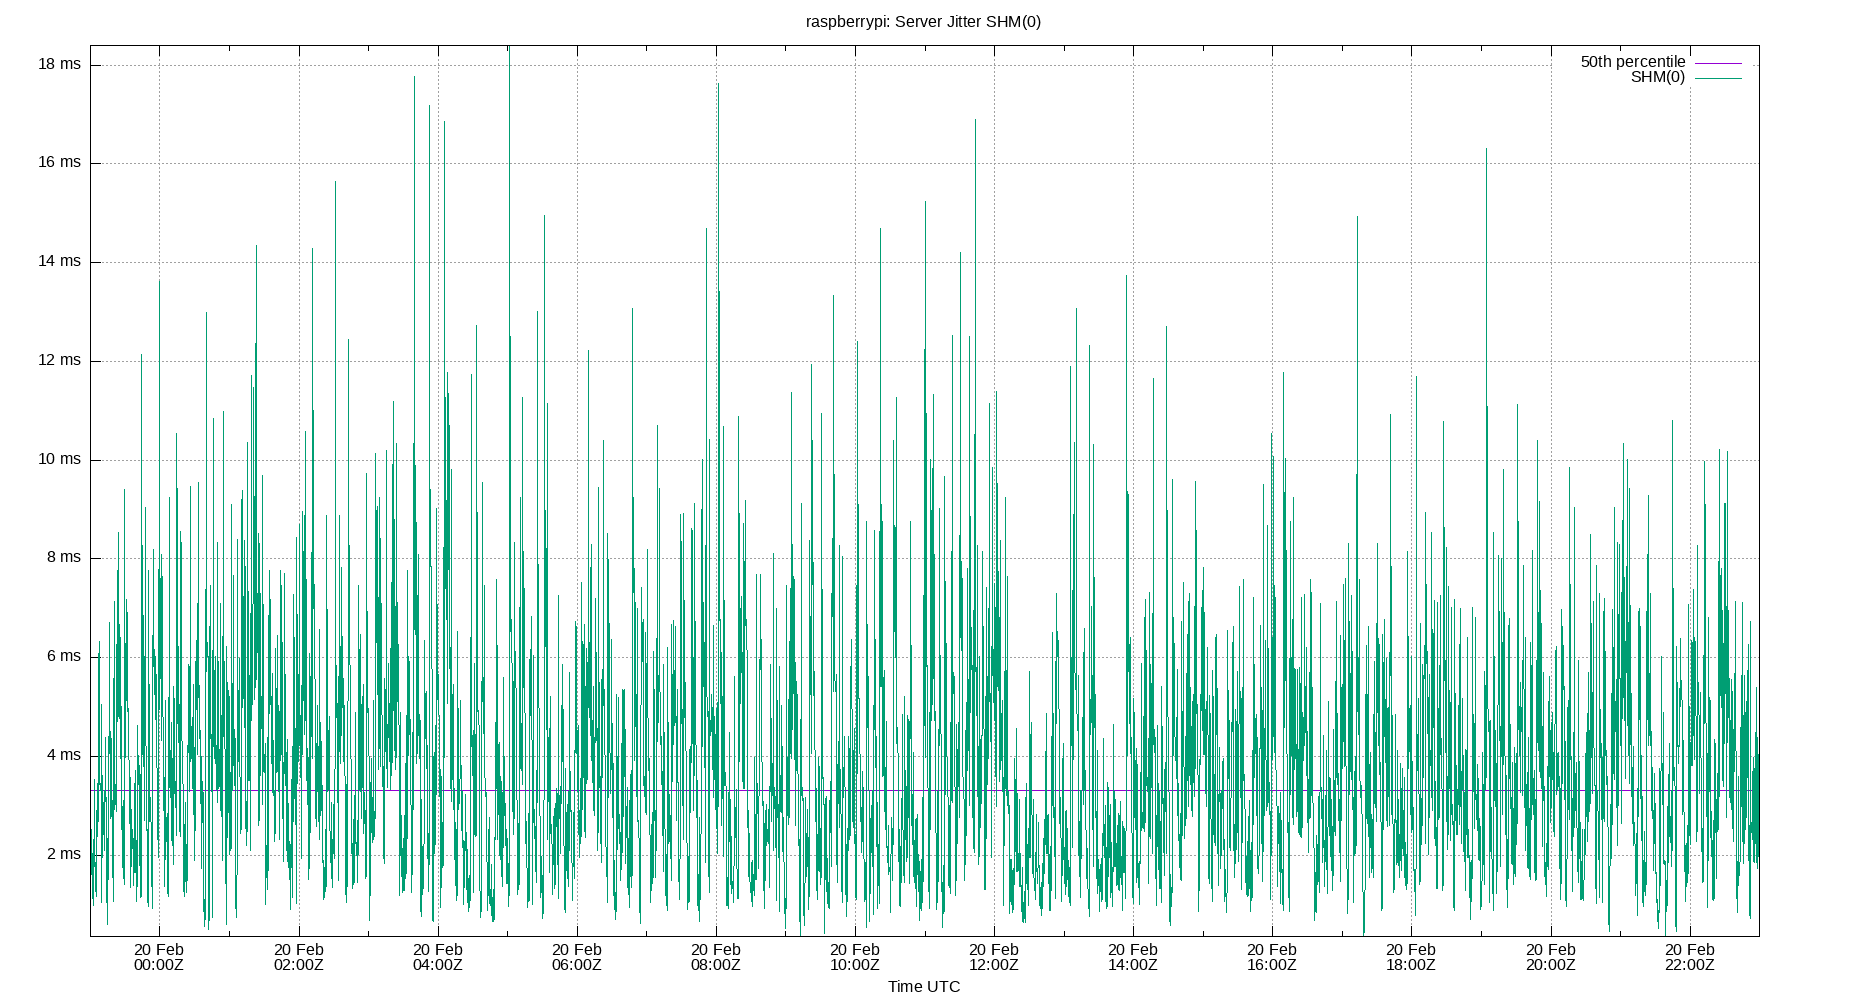 raspberrypi: Server Jitter SHM(0)
18 ms
50th percentile
SHM(0)
16 ms
14 ms
12 ms
10 ms
8 ms
6 ms
4 ms
2 ms
20 Feb 20 Feb 20 Feb 20 Feb 20 Feb 20 Feb 20 Feb 20 Feb 20 Feb 20 Feb 20 Feb 20 Feb
00:00Z 02:00Z 04:00Z 06:00Z 08:00Z 10:00Z 12:00Z 14:00Z 16:00Z 18:00Z 20:00Z 22:00Z
Time UTC